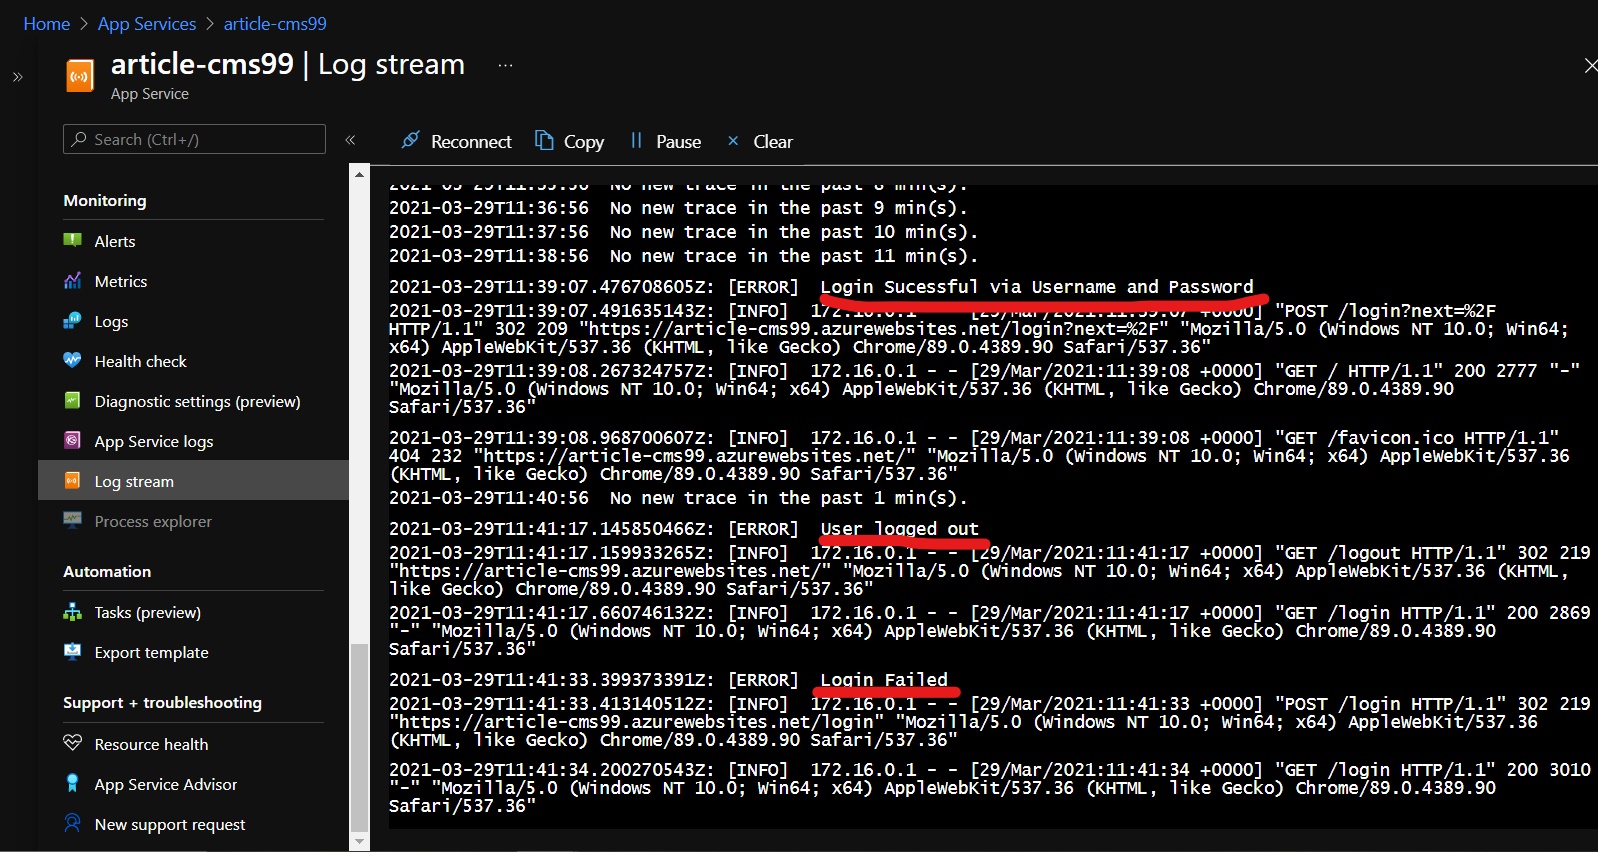 Home > App Services > article-cms99
article-cms99 | Log stream ...
App Service
Search (Ctrl+/)
Reconnect Copy Pause Clear
Monitoring
Alerts
Metrics
Logs
Health check
Diagnostic settings (preview)
App Service logs
Log stream
Process explorer
Automation
Tasks (preview)
Export template
Support + troubleshooting
Resource health
App Service Advisor
New support request
No new trace in the past 8 min(s).
2021-03-29T11:36:56  No new trace in the past 9 min(s).
2021-03-29T11:37:56  No new trace in the past 10 min(s).
2021-03-29T11:38:56  No new trace in the past 11 min(s).
2021-03-29T11:39:07.476708605Z: [ERROR]  Login Sucessful via Username and Password
2021-03-29T11:39:07.491635143Z: [INFO]  172.16.0.1 - - [29/Mar/2021:11:39:07 +0000] "POST /login?next=%2F
HTTP/1.1" 302 209 "https://article-cms99.azurewebsites.net/login?next=%2F" "Mozilla/5.0 (Windows NT 10.0; Win64;
x64) AppleWebKit/537.36 (KHTML, like Gecko) Chrome/89.0.4389.90 Safari/537.36"
2021-03-29T11:39:08.267324757Z: [INFO]  172.16.0.1 - - [29/Mar/2021:11:39:08 +0000] "GET / HTTP/1.1" 200 2777 "-"
"Mozilla/5.0 (Windows NT 10.0; Win64; x64) AppleWebKit/537.36 (KHTML, like Gecko) Chrome/89.0.4389.90
Safari/537.36"
2021-03-29T11:39:08.968700607Z: [INFO]  172.16.0.1 - - [29/Mar/2021:11:39:08 +0000] "GET /favicon.ico HTTP/1.1"
404 232 "https://article-cms99.azurewebsites.net/" "Mozilla/5.0 (Windows NT 10.0; Win64; x64) AppleWebKit/537.36
(KHTML, like Gecko) Chrome/89.0.4389.90 Safari/537.36"
2021-03-29T11:40:56  No new trace in the past 1 min(s).
2021-03-29T11:41:17.145850466Z: [ERROR]  User logged out
2021-03-29T11:41:17.159933265Z: [INFO]  172.16.0.1 - - [29/Mar/2021:11:41:17 +0000] "GET /logout HTTP/1.1" 302 219
"https://article-cms99.azurewebsites.net/" "Mozilla/5.0 (Windows NT 10.0; Win64; x64) AppleWebKit/537.36 (KHTML,
like Gecko) Chrome/89.0.4389.90 Safari/537.36"
2021-03-29T11:41:17.660746132Z: [INFO]  172.16.0.1 - - [29/Mar/2021:11:41:17 +0000] "GET /login HTTP/1.1" 200 2869
"-" "Mozilla/5.0 (Windows NT 10.0; Win64; x64) AppleWebKit/537.36 (KHTML, like Gecko) Chrome/89.0.4389.90
Safari/537.36"
2021-03-29T11:41:33.399373391Z: [ERROR]  Login Failed
2021-03-29T11:41:33.413140512Z: [INFO]  172.16.0.1 - - [29/Mar/2021:11:41:33 +0000] "POST /login HTTP/1.1" 302 219
"https://article-cms99.azurewebsites.net/login" "Mozilla/5.0 (Windows NT 10.0; Win64; x64) AppleWebKit/537.36
(KHTML, like Gecko) Chrome/89.0.4389.90 Safari/537.36"
2021-03-29T11:41:34.200270543Z: [INFO]  172.16.0.1 - - [29/Mar/2021:11:41:34 +0000] "GET /login HTTP/1.1" 200 3010
"-" "Mozilla/5.0 (Windows NT 10.0; Win64; x64) AppleWebKit/537.36 (KHTML, like Gecko) Chrome/89.0.4389.90
Safari/537.36"